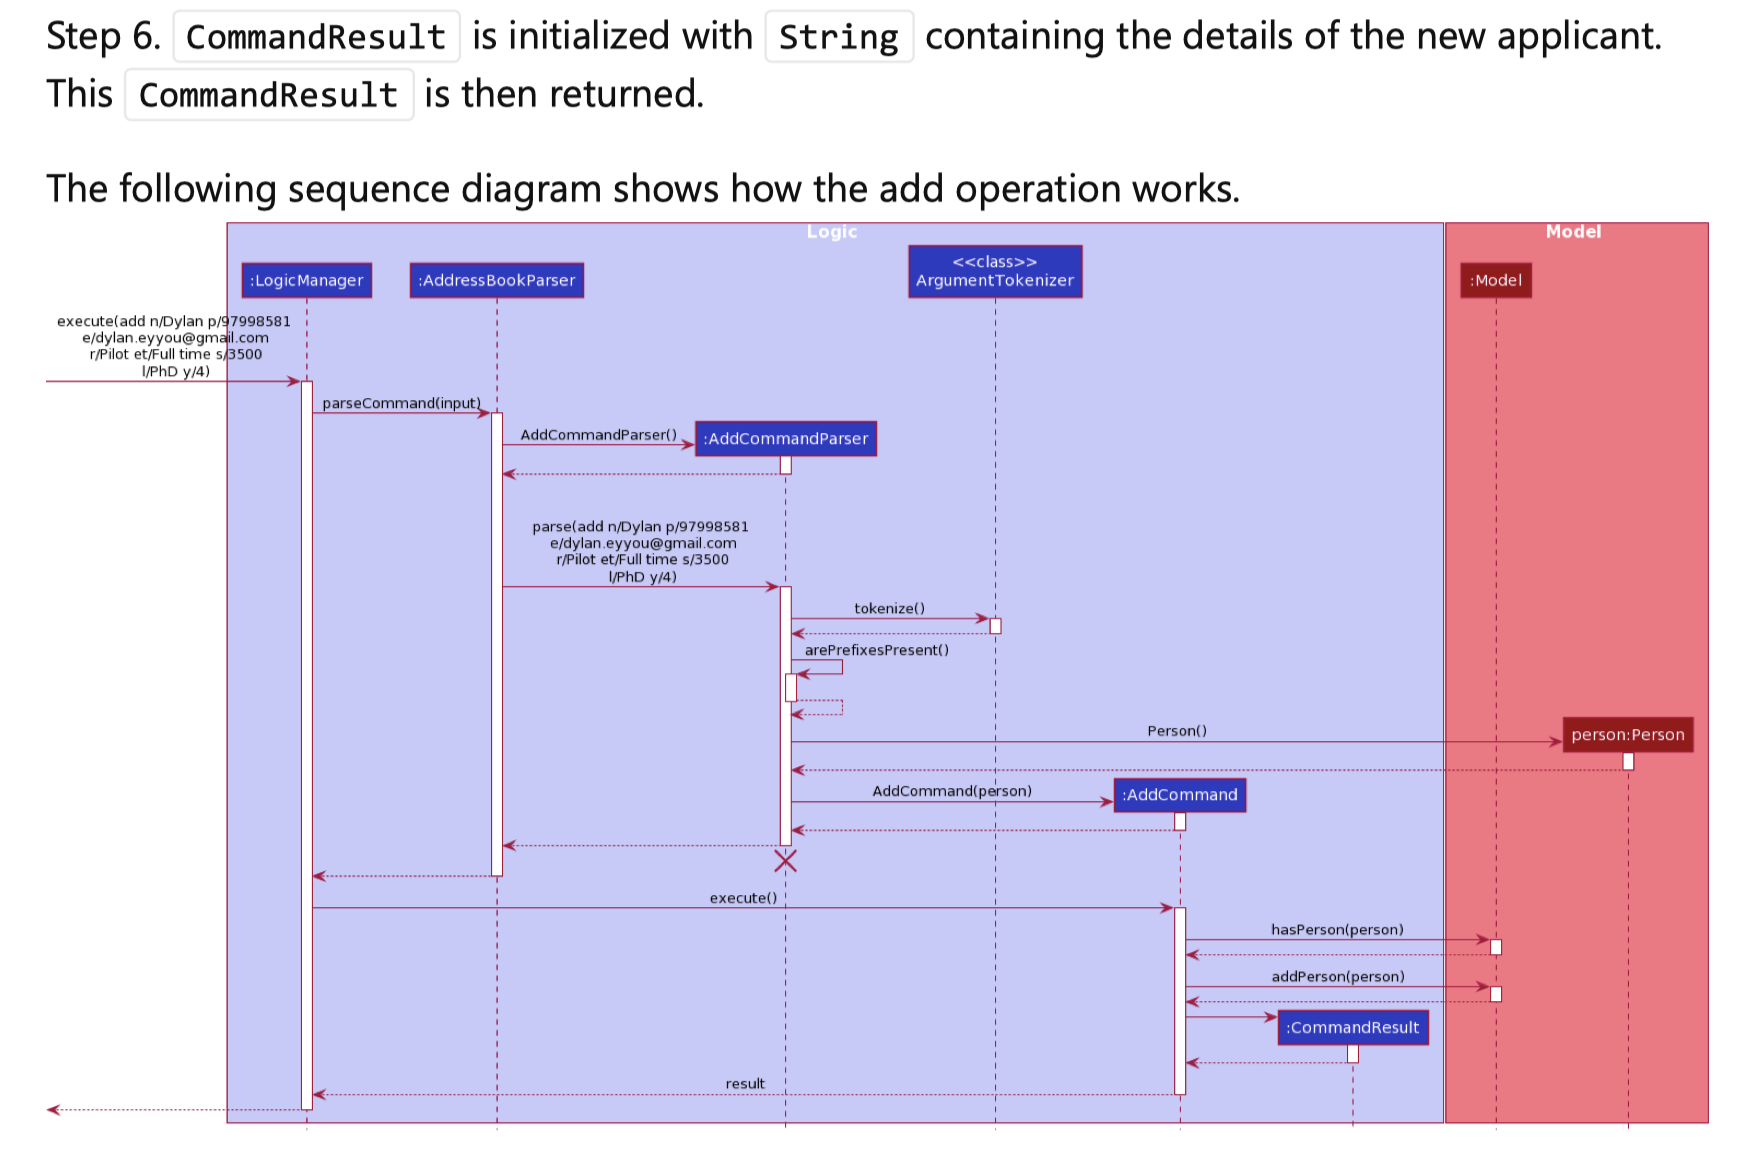 Step 6. CommandResult is initialized with String containing the details of the new applicant.
This CommandResult is then returned.
The following sequence diagram shows how the add operation works.
Logic
Model
<<class>>
ArgumentTokenizer
:LogicManager
:AddressBookParser
:Model
execute(add n/Dylan p/97998581
e/dylan.eyyou@gmail.com
r/Pilot et/Full time s/3500
l/PhD y/4)
parseCommand(input)
AddCommandParser()
:AddCommandParser
parse(add n/Dylan p/97998581
e/dylan.eyyou@gmail.com
r/Pilot et/Full time s/3500
l/PhD y/4)
tokenize()
arePrefixesPresent()
Person()
person:Person
AddCommand(person)
:AddCommand
execute()
hasPerson(person)
addPerson(person)
:CommandResult
result